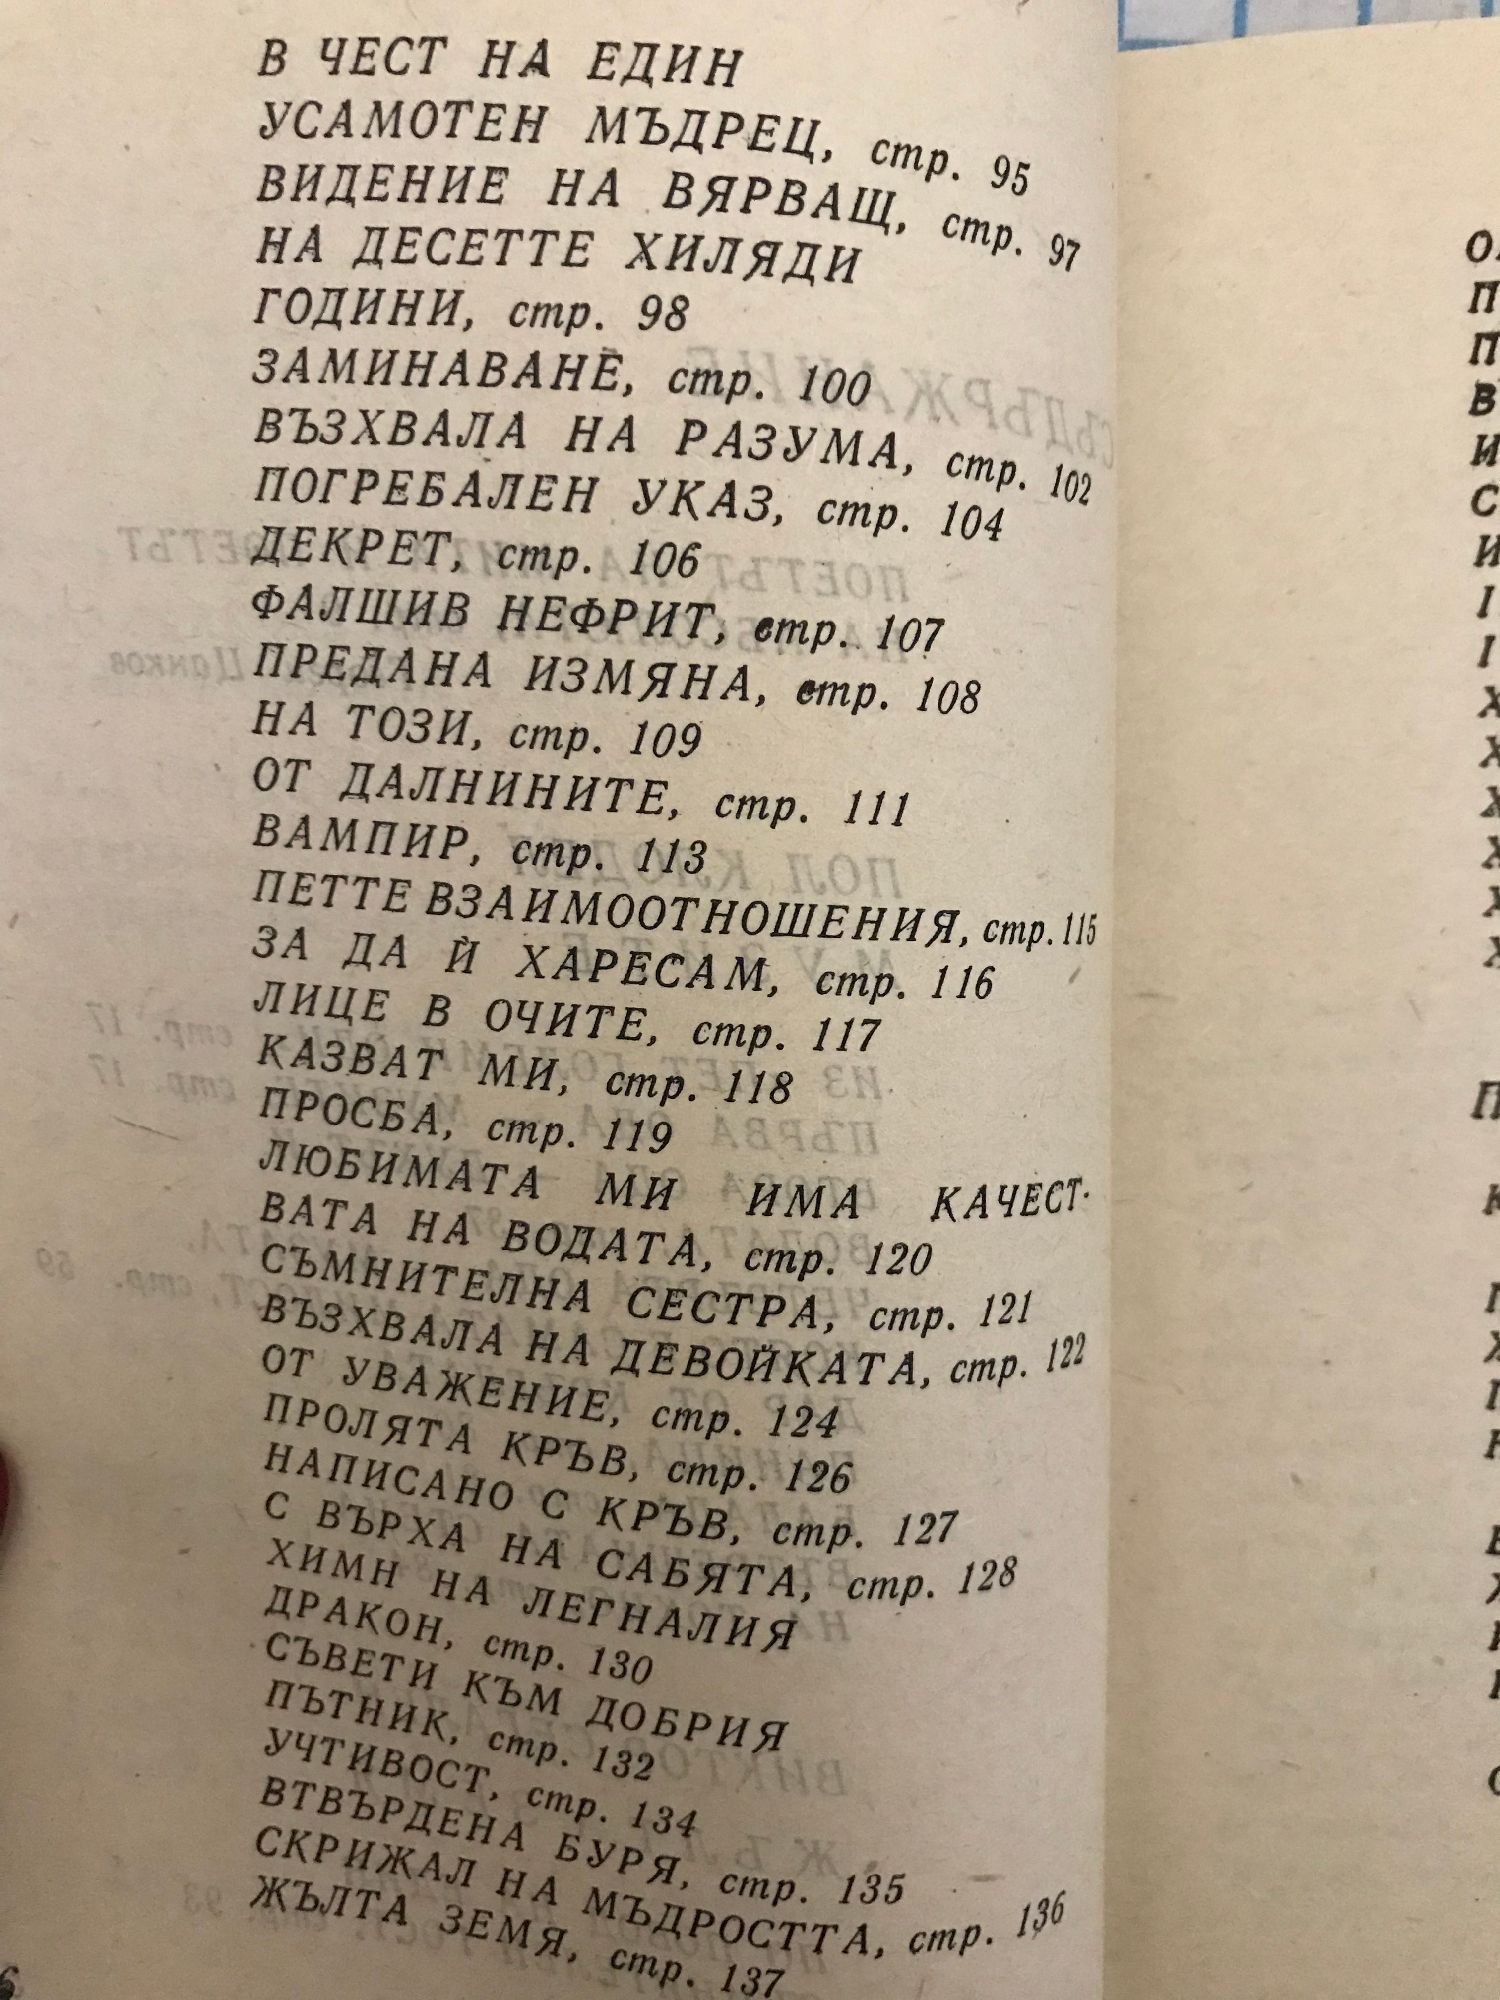 В ЧЕСТ НА ЕДИН
УСАМОТЕН МЪДРЕЦ, стр. 95
ВИДЕНИЕ НА ВЯРВАЩ, стр. 97
НА ДЕСЕТТЕ ХИЛЯДИ
ГОДИНИ, стр. 98
ЗАМИНАВАНЕ, стр. 100
ВЪЗХВАЛА НА РАЗУМА, стр. 102
ПОГРЕБАЛЕН УКАЗ, стр. 104
ДЕКРЕТ, стр. 106
ФАЛШИВ НЕФРИТ, стр. 107
ПРЕДАНА ИЗМЯНА, стр. 108
НА ТОЗИ, стр. 109
ОТ ДАЛНИНИТЕ, стр. 111
ВАМПИР, стр. 113
ПЕТТЕ ВЗАИМООТНОШЕНИЯ, стр. 115
ЗА ДА Ѝ ХАРЕСАМ, стр. 116
ЛИЦЕ В ОЧИТЕ, стр. 117
КАЗВАТ МИ, стр. 118
ПРОСБА, стр. 119
ЛЮБИМАТА МИ ИМА КАЧЕСТ-
ВАТА НА ВОДАТА, стр. 120
СЪМНИТЕЛНА СЕСТРА, стр. 121
ВЪЗХВАЛА НА ДЕВОЙКАТА, стр. 122
ОТ УВАЖЕНИЕ, стр. 124
ПРОЛЯТА КРЪВ, стр. 126
НАПИСАНО С КРЪВ, стр. 127
С ВЪРХА НА САБЯТА, стр. 128
ХИМН НА ЛЕГНАЛИЯ
ДРАКОН, стр. 130
СЪВЕТИ КЪМ ДОБРИЯ
ПЪТНИК, стр. 132
УЧТИВОСТ, стр. 134
ВТВЪРДЕНА БУРЯ, стр. 135
СКРИЖАЛ НА МЪДРОСТТА, стр. 136
ЖЪЛТА ЗЕМЯ, стр. 137